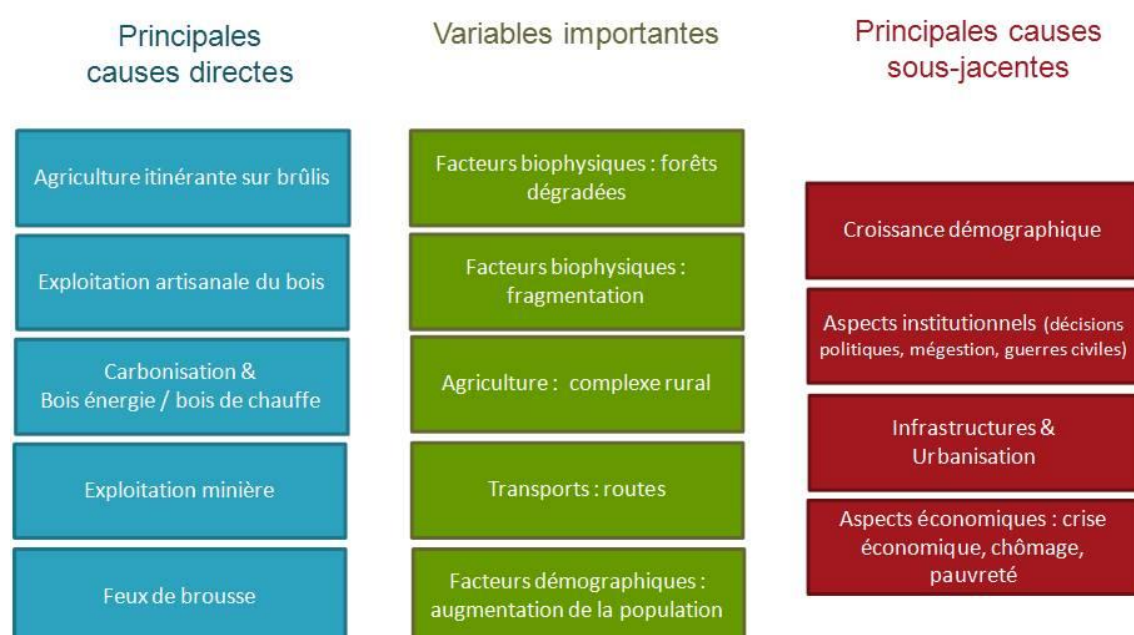 Principales
causes directes
Agriculture itinérante sur brûlis
Exploitation artisanale du bois
Carbonisation &
Bois énergie / bois de chauffe
Exploitation minière
Feux de brousse
Variables importantes
Facteurs biophysiques : forêts
dégradées
Facteurs biophysiques :
fragmentation
Agriculture : complexe rural
Transports : routes
Facteurs démographiques :
augmentation de la population
Principales causes
sous-jacentes
Croissance démographique
Aspects institutionnels (décisions
politiques, mégestion, guerres civiles)
Infrastructures &
Urbanisation
Aspects économiques : crise
économique, chômage,
pauvreté